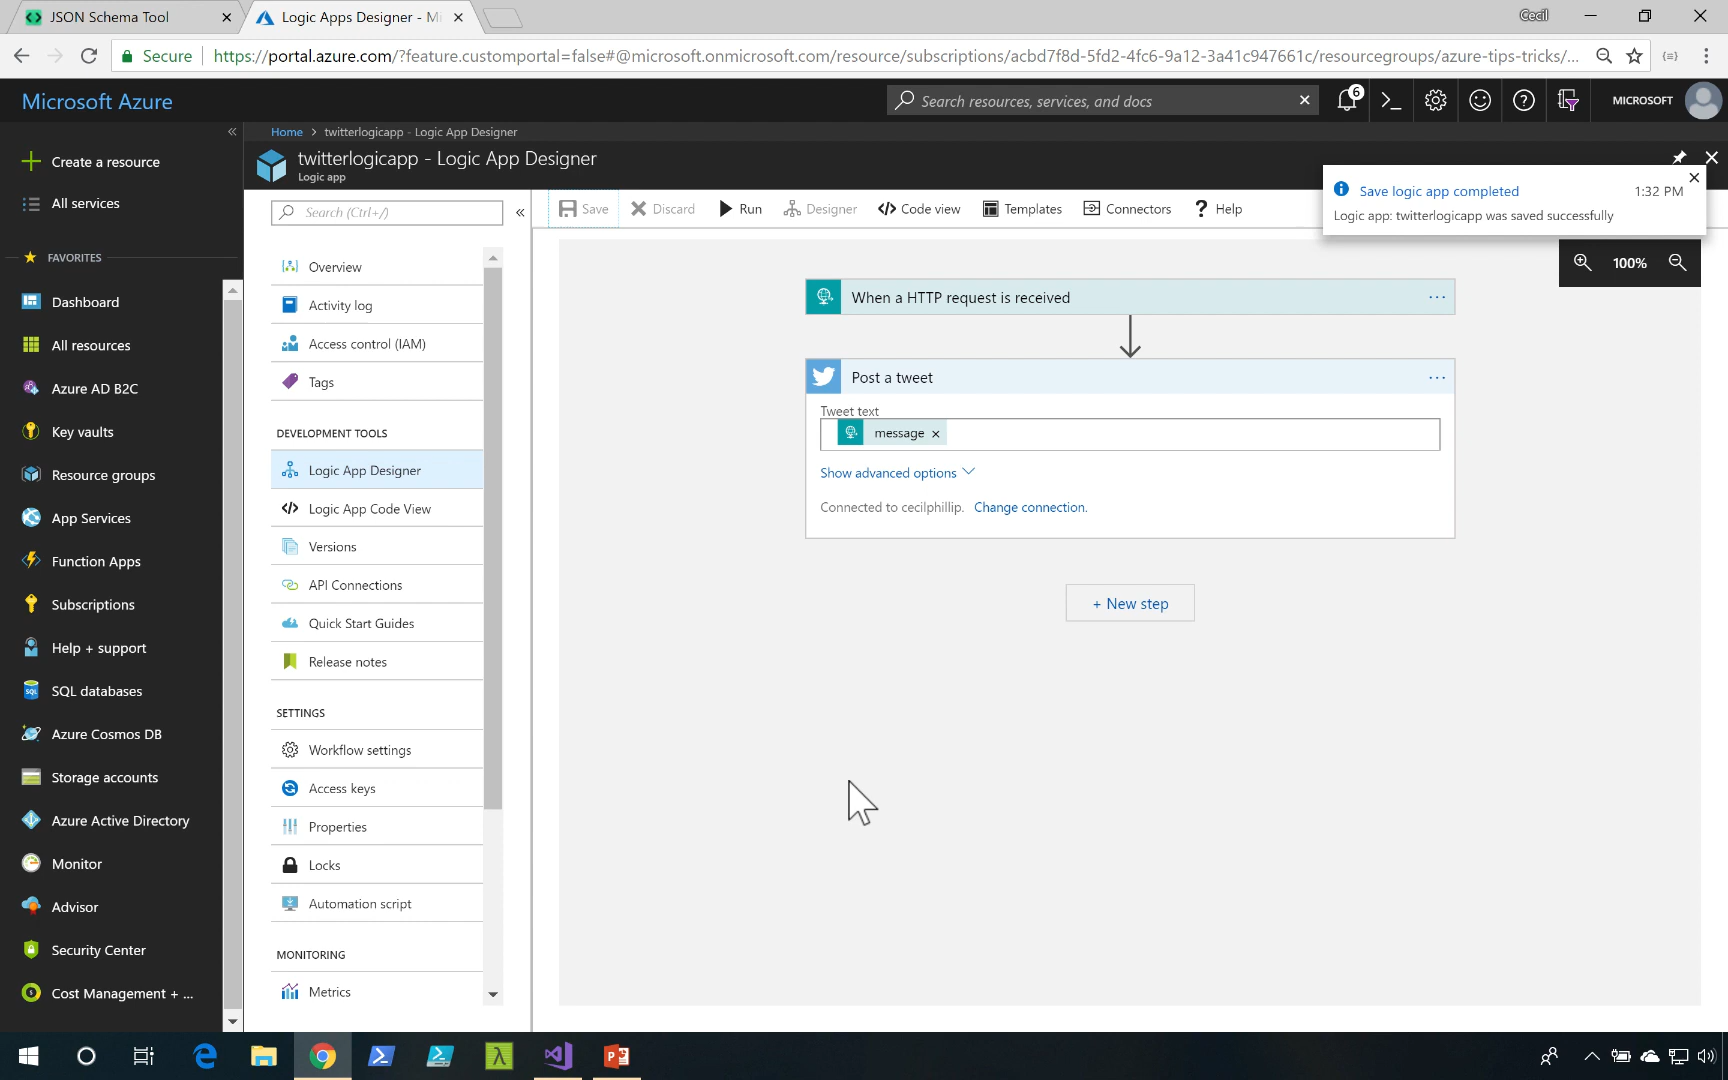 JSON Schema Tool
Logic Apps Designer - Mi
Cecil
Secure
https://portal.azure.com/?feature.customportal=false#@microsoft.onmicrosoft.com/resource/subscriptions/acbd7f8d-5fd2-4fc6-9a12-3a41c947661c/resourcegroups/azure-tips-tricks/...
Microsoft Azure
Search resources, services, and docs
6
MICROSOFT
Home > twitterlogicapp - Logic App Designer
twitterlogicapp - Logic App Designer
Logic app
Create a resource
All services
FAVORITES
Dashboard
All resources
Azure AD B2C
Key vaults
Resource groups
App Services
Function Apps
Subscriptions
Help + support
SQL databases
Azure Cosmos DB
Storage accounts
Azure Active Directory
Monitor
Advisor
Security Center
Cost Management + ...
Search (Ctrl+/)
Overview
Activity log
Access control (IAM)
Tags
DEVELOPMENT TOOLS
Logic App Designer
Logic App Code View
Versions
API Connections
Quick Start Guides
Release notes
SETTINGS
Workflow settings
Access keys
Properties
Locks
Automation script
MONITORING
Metrics
Save
Discard
Run
Designer
Code view
Templates
Connectors
Help
Save logic app completed
1:32 PM
Logic app: twitterlogicapp was saved successfully
100%
When a HTTP request is received
Post a tweet
Tweet text
message
Show advanced options
Connected to cecilphillip. Change connection.
+ New step